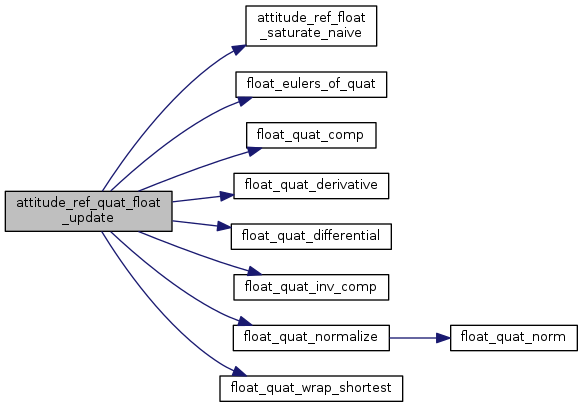 attitude_ref_float
_saturate_naive
float_eulers_of_quat
float_quat_comp
float_quat_derivative
attitude_ref_quat_float
_update
float_quat_differential
float_quat_inv_comp
float_quat_normalize
float_quat_norm
float_quat_wrap_shortest